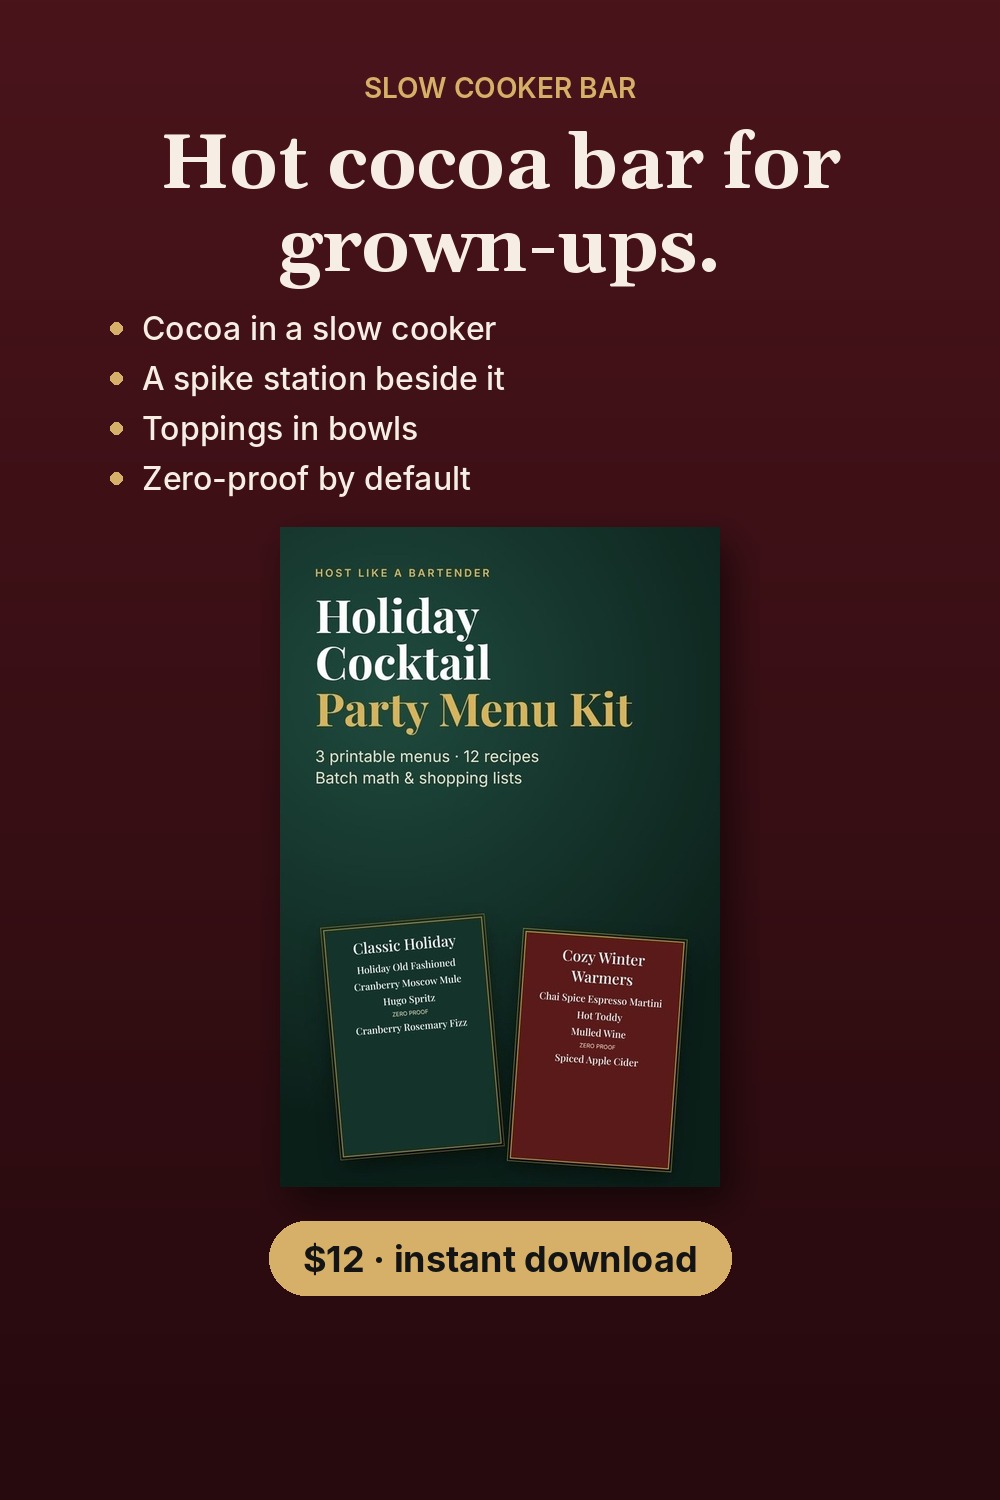 SLOW COOKER BAR
Hot cocoa bar for
grown-ups.
Cocoa in a slow cooker
A spike station beside it
Toppings in bowls
Zero-proof by default
HOST LIKE A BARTENDER
Holiday
Cocktail
Party Menu Kit
3 printable menus · 12 recipes
Batch math & shopping lists
Classic Holiday
Holiday Old Fashioned
Cranberry Moscow Mule
Hugo Spritz
ZERO PROOF
Cranberry Rosemary Fizz
Cozy Winter
Warmers
Chai Spice Espresso Martini
Hot Toddy
Mulled Wine
ZERO PROOF
Spiced Apple Cider
$12 · instant download